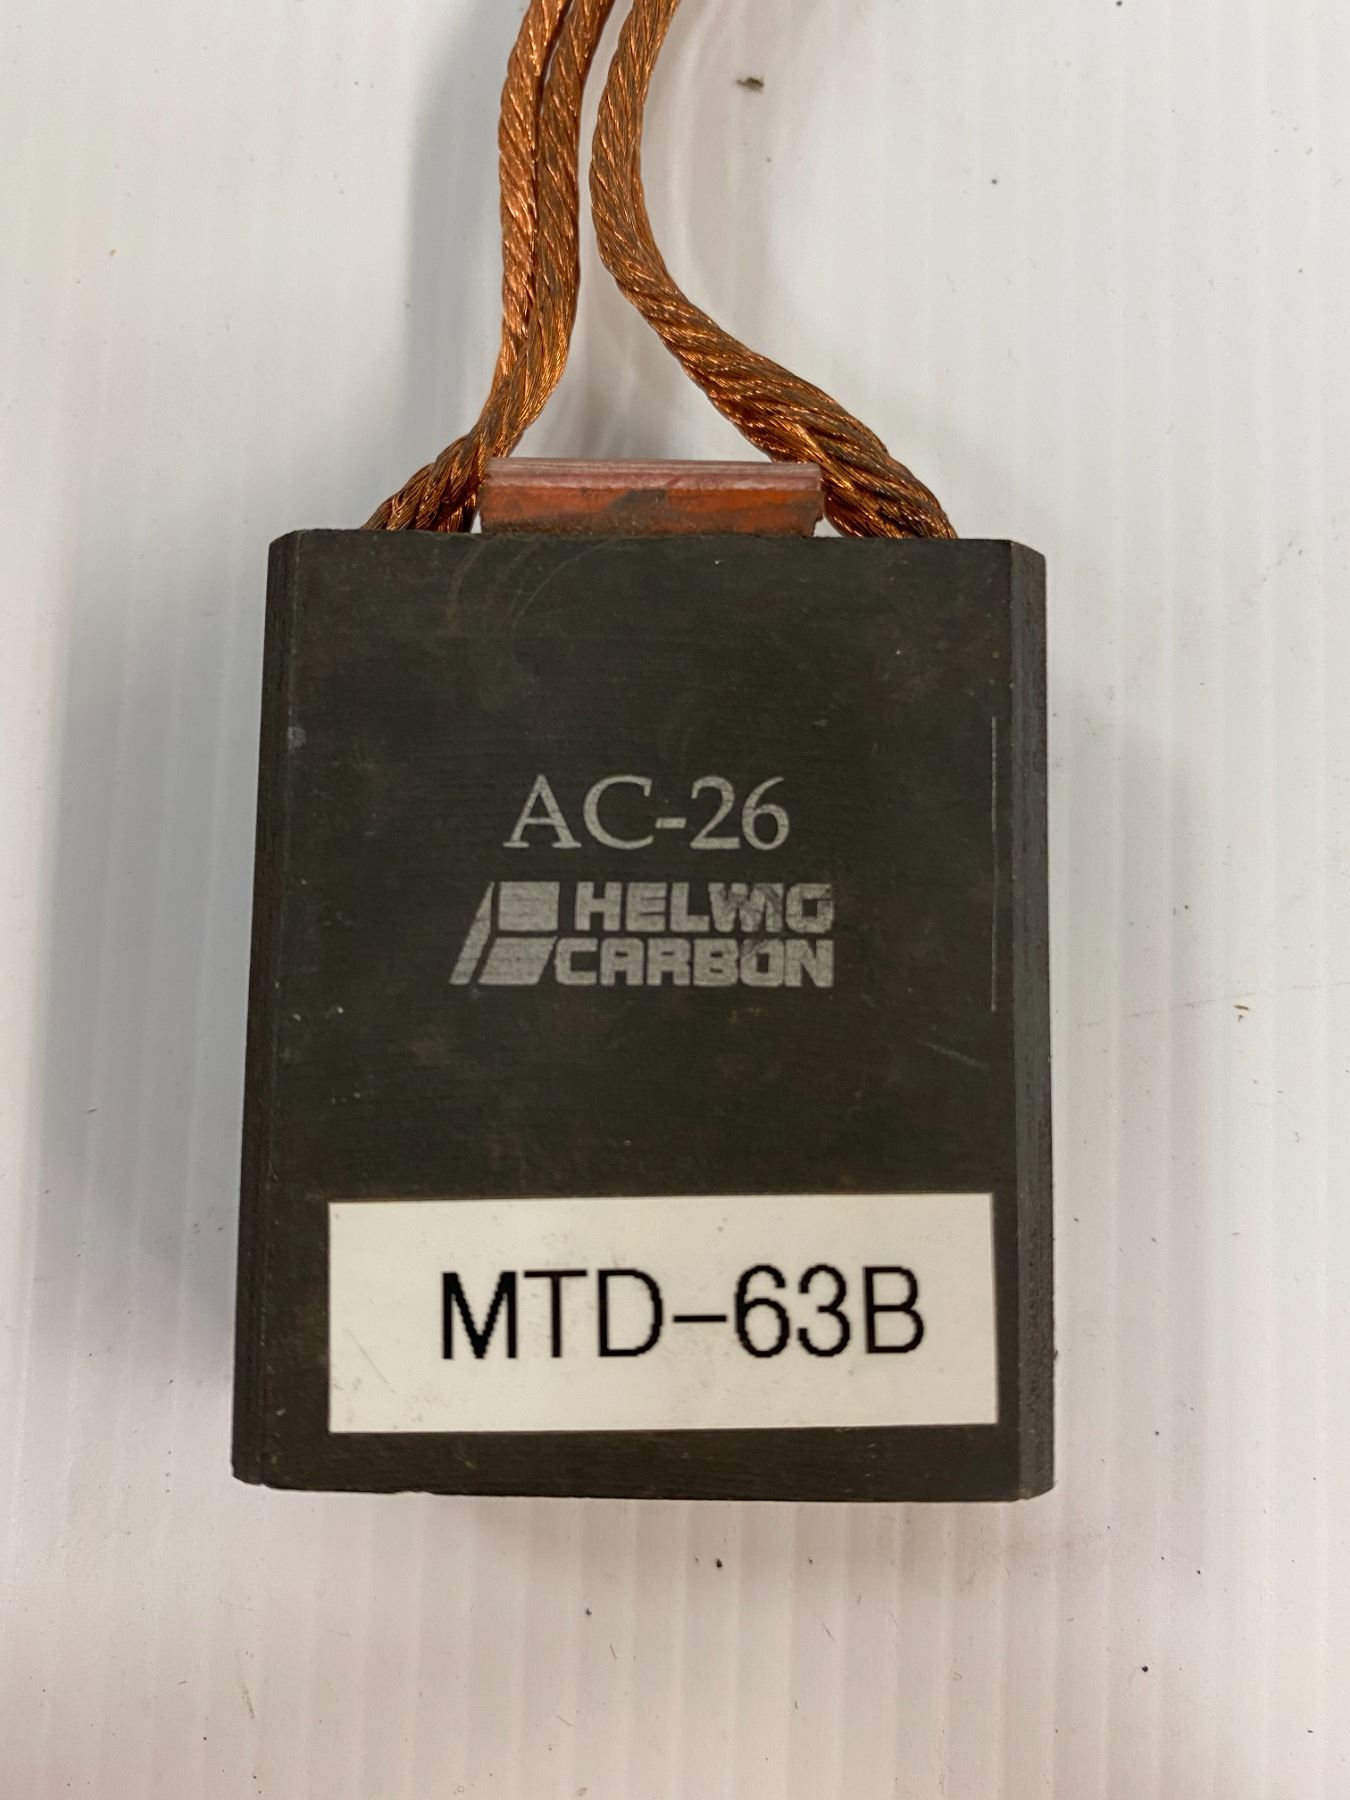 AC-26
HELWIG
CARBON
MTD-63B